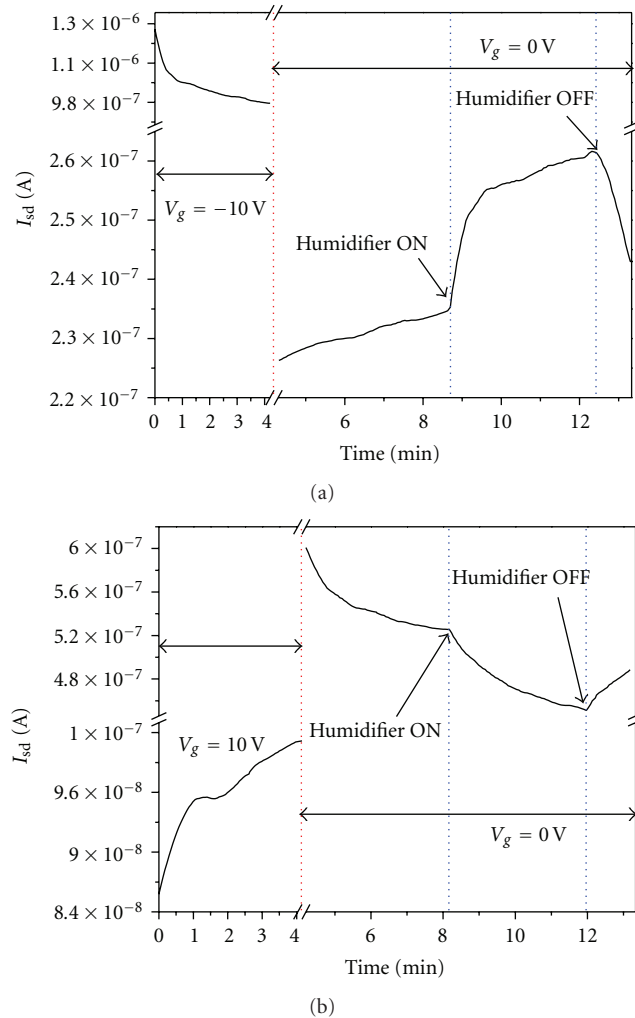 1.3 × 10⁻⁶
1.1 × 10⁻⁶
9.8 × 10⁻⁷
2.6 × 10⁻⁷
2.5 × 10⁻⁷
2.3 × 10⁻⁷
2.2 × 10⁻⁷
I_sd (A)
V_g = 0 V
Humidifier OFF
V_g = −10 V
Humidifier ON
0 1 2 3 4 6 8 10 12
Time (min)
(a)
6 × 10⁻⁷
5.6 × 10⁻⁷
5.2 × 10⁻⁷
4.8 × 10⁻⁷
1 × 10⁻⁷
9.6 × 10⁻⁸
9 × 10⁻⁸
8.4 × 10⁻⁸
I_sd (A)
Humidifier OFF
Humidifier ON
V_g = 10 V
V_g = 0 V
0 1 2 3 4 6 8 10 12
Time (min)
(b)